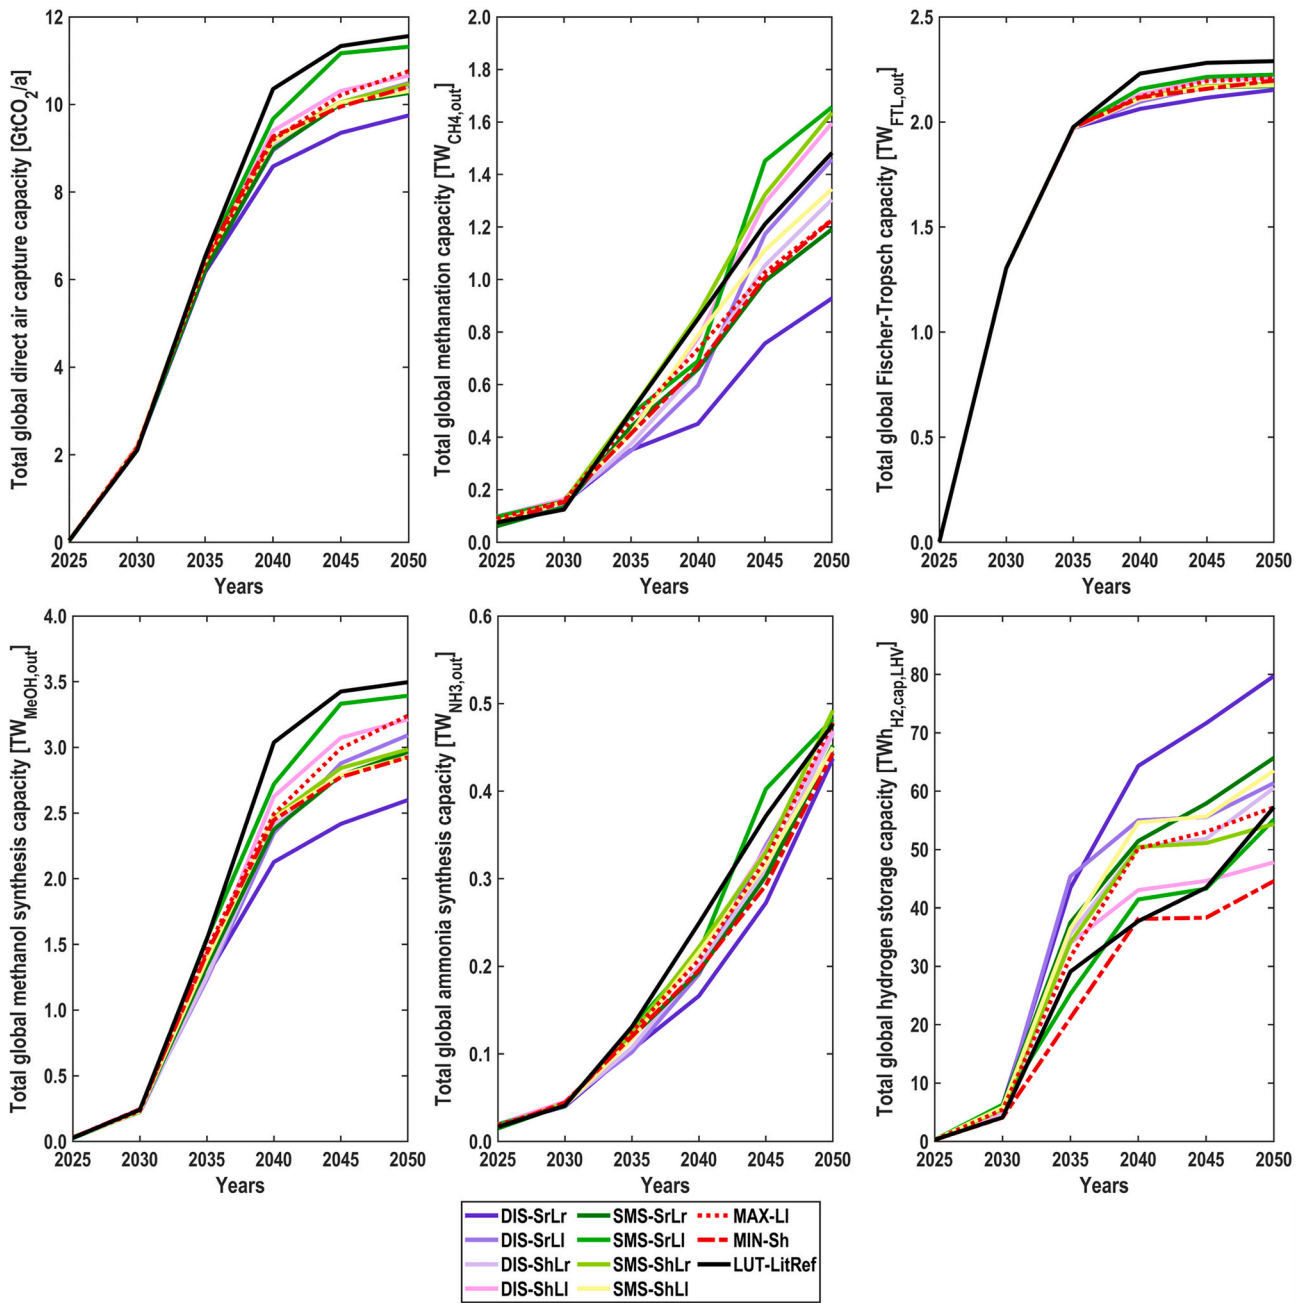 Total global direct air capture capacity [GtCO2/a]
12
10
8
6
4
2
0
2025 2030 2035 2040 2045 2050
Years
Total global methanation capacity [TWCH4,out]
2.0
1.8
1.6
1.4
1.2
1.0
0.8
0.6
0.4
0.2
0.0
2025 2030 2035 2040 2045 2050
Years
Total global Fischer-Tropsch capacity [TWFTL,out]
2.5
2.0
1.5
1.0
0.5
0.0
2025 2030 2035 2040 2045 2050
Years
Total global methanol synthesis capacity [TWMeOH,out]
4.0
3.5
3.0
2.5
2.0
1.5
1.0
0.5
0.0
2025 2030 2035 2040 2045 2050
Years
Total global ammonia synthesis capacity [TWNH3,out]
0.6
0.5
0.4
0.3
0.2
0.1
0.0
2025 2030 2035 2040 2045 2050
Years
Total global hydrogen storage capacity [TWhH2,cap,LHV]
90
80
70
60
50
40
30
20
10
0
2025 2030 2035 2040 2045 2050
Years
DIS-SrLr SMS-SrLr MAX-LI
DIS-SrLl SMS-SrLl MIN-Sh
DIS-ShLr SMS-ShLr LUT-LitRef
DIS-ShLl SMS-ShLl